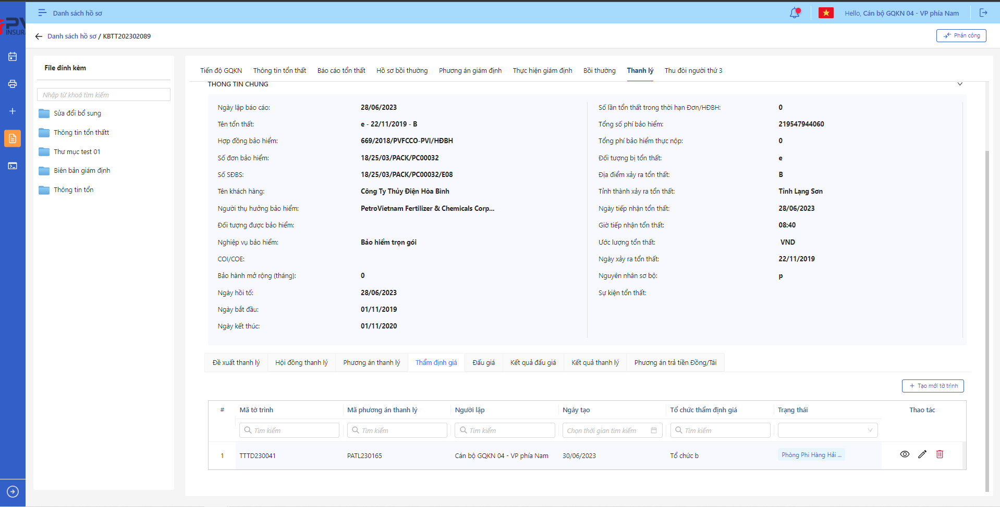 Danh sách hồ sơ
Hello, Cán bộ GQKN 04 - VP phía Nam
INSUR
Danh sách hồ sơ / KBTT202302089
Phân công
File đính kèm
Nhập từ khoá tìm kiếm
Sửa đổi bổ sung
Thông tin tổn thấtt
Thư mục test 01
Biên bản giám định
Thông tin tổn
Tiến độ GQKN
Thông tin tổn thất
Báo cáo tổn thất
Hồ sơ bồi thường
Phương án giám định
Thực hiện giám định
Bồi thường
Thanh lý
Thu đòi người thứ 3
THÔNG TIN CHUNG
Ngày lập báo cáo: 28/06/2023
Tên tổn thất: e - 22/11/2019 - B
Hợp đồng bảo hiểm: 669/2018/PVFCCO-PVI/HĐBH
Số đơn bảo hiểm: 18/25/03/PACK/PC00032
Số SĐBS: 18/25/03/PACK/PC00032/E08
Tên khách hàng: Công Ty Thủy Điện Hòa Bình
Người thụ hưởng bảo hiểm: PetroVietnam Fertilizer & Chemicals Corp...
Đối tượng được bảo hiểm:
Nghiệp vụ bảo hiểm: Bảo hiểm trọn gói
COI/COE:
Bảo hành mở rộng (tháng): 0
Ngày hồi tố: 28/06/2023
Ngày bắt đầu: 01/11/2019
Ngày kết thúc: 01/11/2020
Số lần tổn thất trong thời hạn Đơn/HĐBH: 0
Tổng số phí bảo hiểm: 219547944060
Tổng phí bảo hiểm thực nộp: 0
Đối tượng bị tổn thất: e
Địa điểm xảy ra tổn thất: B
Tỉnh thành xảy ra tổn thất: Tỉnh Lạng Sơn
Ngày tiếp nhận tổn thất: 28/06/2023
Giờ tiếp nhận tổn thất: 08:40
Ước lượng tổn thất: VND
Ngày xảy ra tổn thất: 22/11/2019
Nguyên nhân sơ bộ: p
Sự kiện tổn thất:
Đề xuất thanh lý
Hội đồng thanh lý
Phương án thanh lý
Thẩm định giá
Đấu giá
Kết quả đấu giá
Kết quả thanh lý
Phương án trả tiền Đồng/Tái
Tạo mới tờ trình
# Mã tờ trình Mã phương án thanh lý Người lập Ngày tạo Tổ chức thẩm định giá Trạng thái Thao tác
Tìm kiếm Tìm kiếm Tìm kiếm Chọn thời gian tìm kiếm Tìm kiếm
1 TTTD230041 PATL230165 Cán bộ GQKN 04 - VP phía Nam 30/06/2023 Tổ chức b Phòng Phi Hàng Hải ...